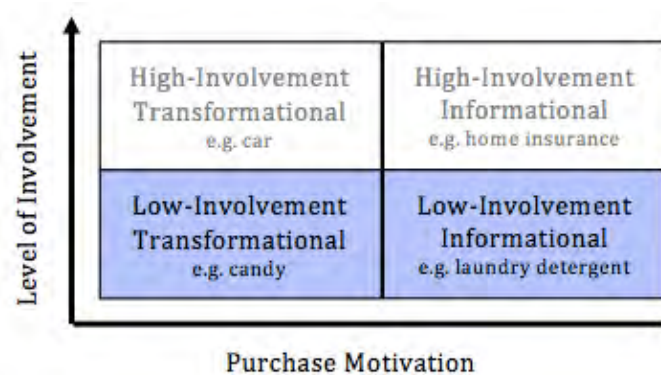 Level of Involvement
High-Involvement
Transformational
e.g. car
High-Involvement
Informational
e.g. home insurance
Low-Involvement
Transformational
e.g. candy
Low-Involvement
Informational
e.g. laundry detergent
Purchase Motivation